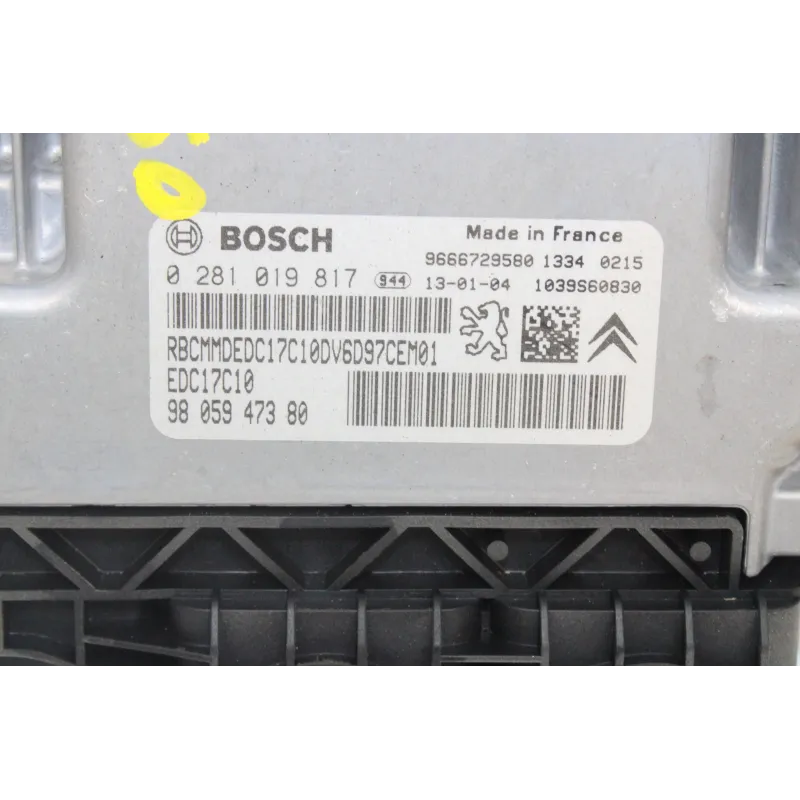 BOSCH Made in France
9666729580 1334 0215
0 281 019 817 944 13-01-04 1039S60830
RBCMMDEDC17C10DV6D97CEM01
EDC17C10
98 059 473 80